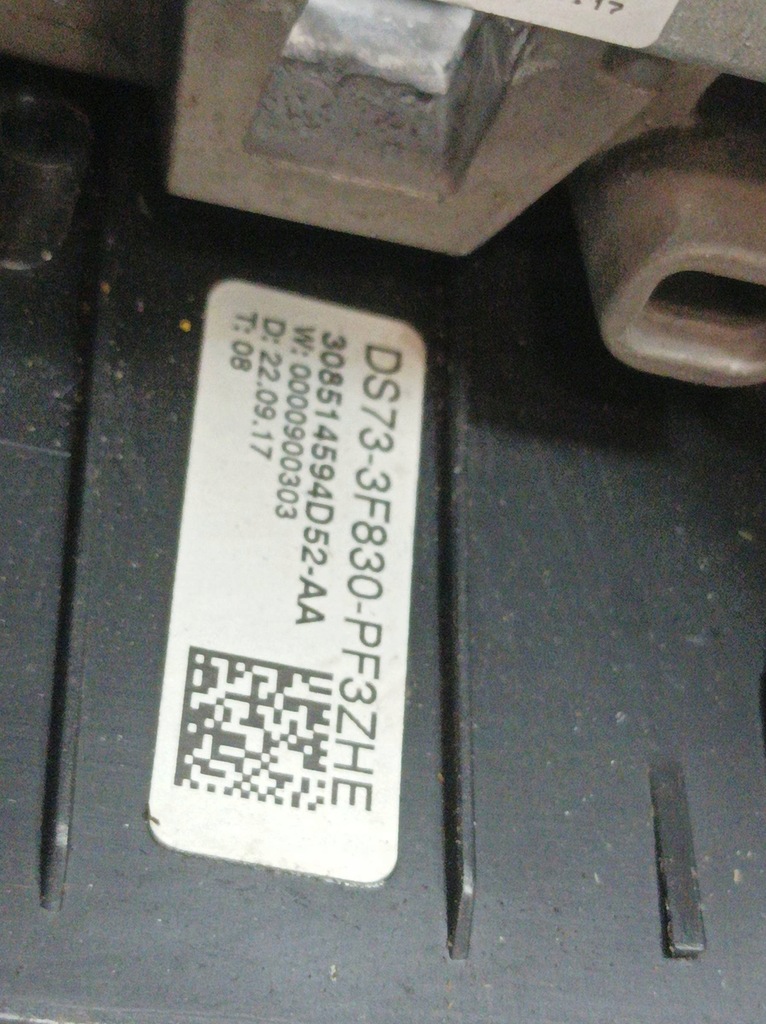 DS73-3F830-PF3ZHE
308514594D52-AA
W: 0000900303
D: 22.09.17
T: 08